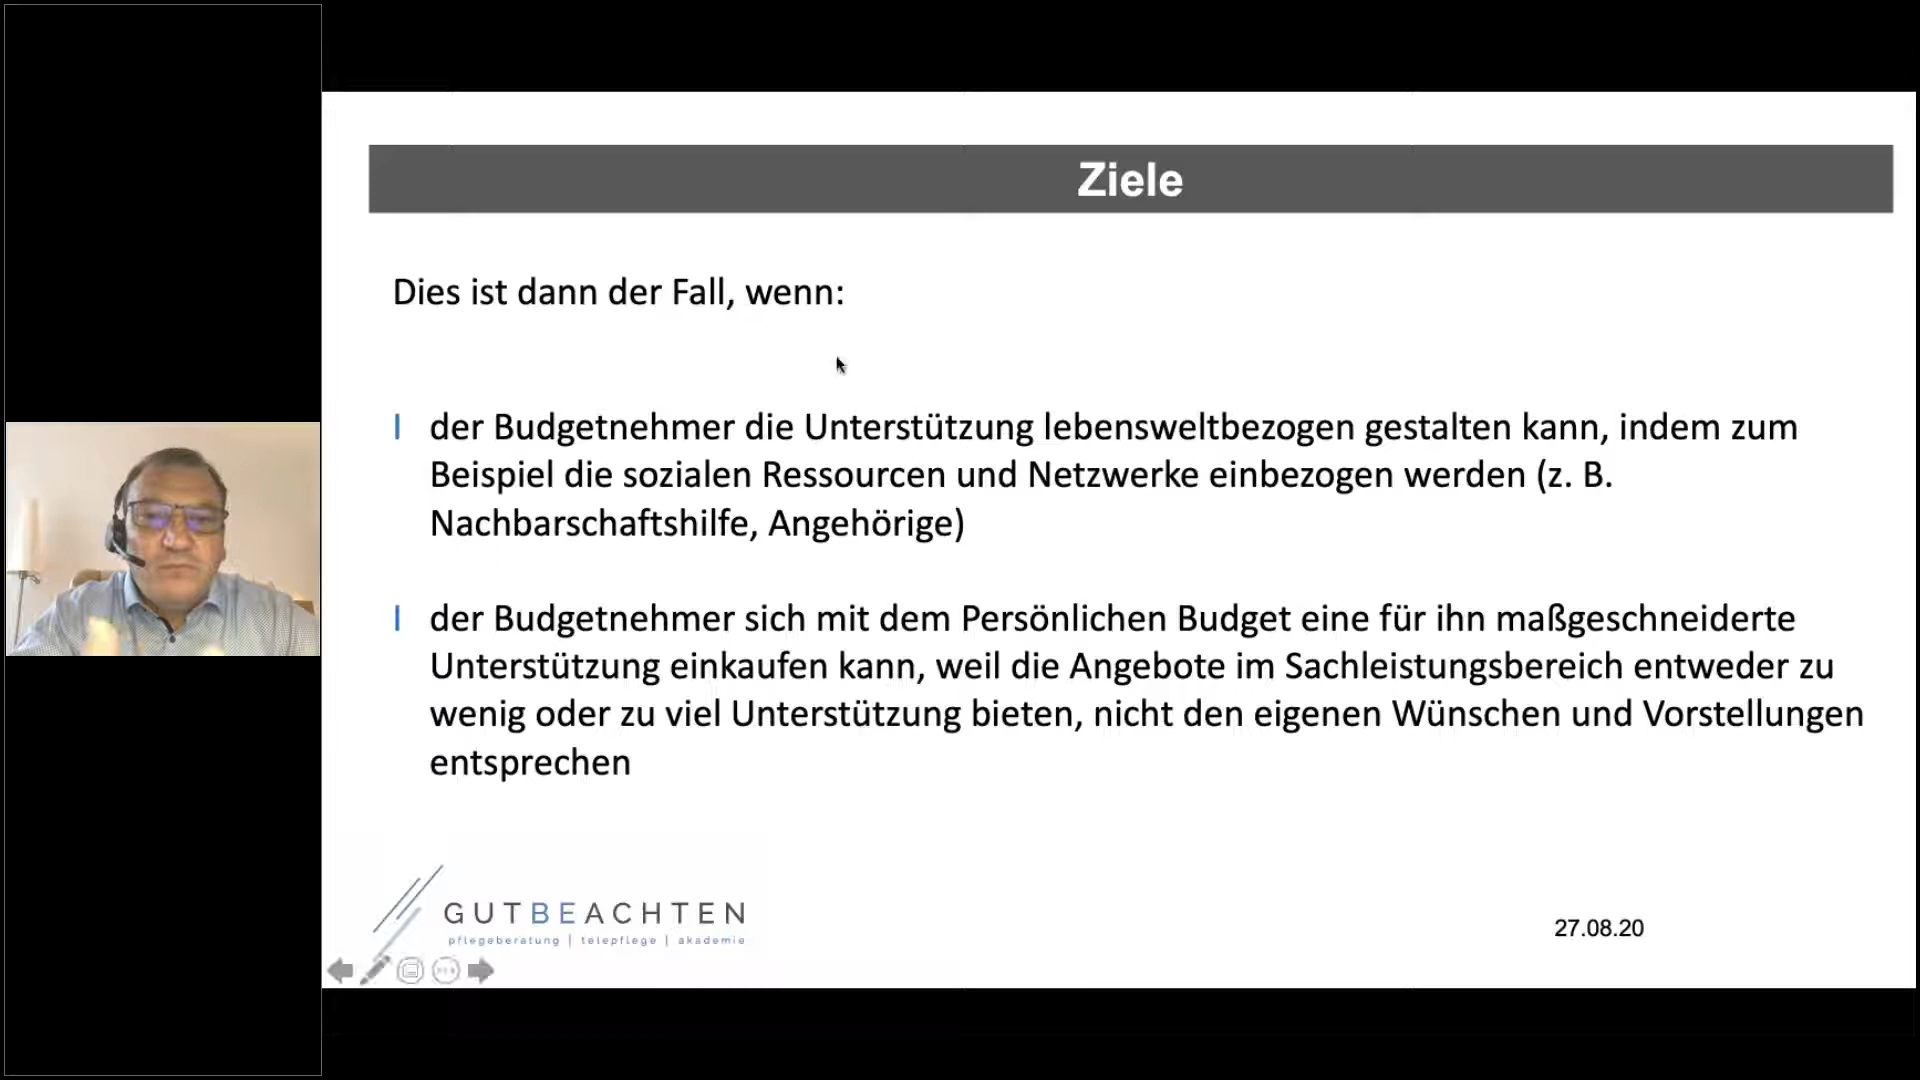 Ziele
Dies ist dann der Fall, wenn:
der Budgetnehmer die Unterstützung lebensweltbezogen gestalten kann, indem zum
Beispiel die sozialen Ressourcen und Netzwerke einbezogen werden (z. B.
Nachbarschaftshilfe, Angehörige)
der Budgetnehmer sich mit dem Persönlichen Budget eine für ihn maßgeschneiderte
Unterstützung einkaufen kann, weil die Angebote im Sachleistungsbereich entweder zu
wenig oder zu viel Unterstützung bieten, nicht den eigenen Wünschen und Vorstellungen
entsprechen
GUTBEACHTEN
pflegeberatung | telepflege | akademie
27.08.20